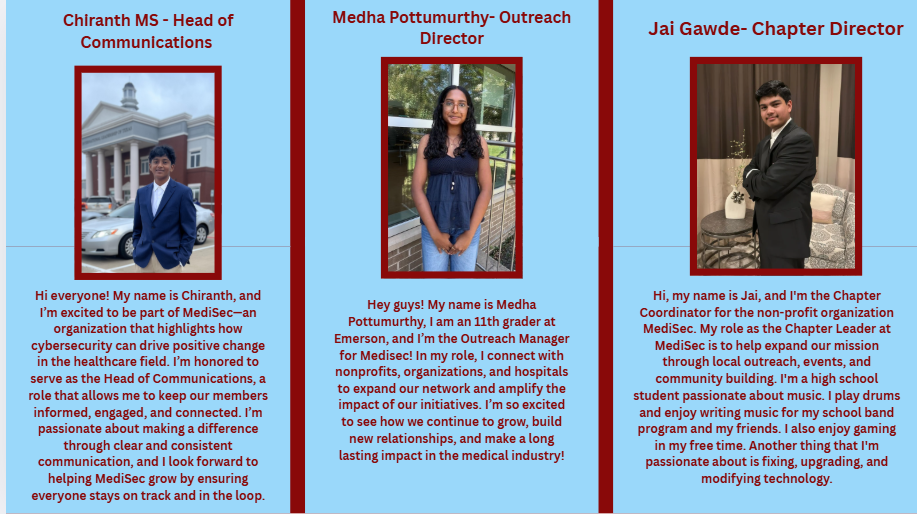 Chiranth MS - Head of
Communications
Hi everyone! My name is Chiranth, and
I'm excited to be part of MediSec—an
organization that highlights how
cybersecurity can drive positive change
in the healthcare field. I'm honored to
serve as the Head of Communications, a
role that allows me to keep our members
informed, engaged, and connected. I'm
passionate about making a difference
through clear and consistent
communication, and I look forward to
helping MediSec grow by ensuring
everyone stays on track and in the loop.
Medha Pottumurthy- Outreach
Director
Hey guys! My name is Medha
Pottumurthy, I am an 11th grader at
Emerson, and I'm the Outreach Manager
for Medisec! In my role, I connect with
nonprofits, organizations, and hospitals
to expand our network and amplify the
impact of our initiatives. I'm so excited
to see how we continue to grow, build
new relationships, and make a long
lasting impact in the medical industry!
Jai Gawde- Chapter Director
Hi, my name is Jai, and I'm the Chapter
Coordinator for the non-profit organization
MediSec. My role as the Chapter Leader at
MediSec is to help expand our mission
through local outreach, events, and
community building. I'm a high school
student passionate about music. I play drums
and enjoy writing music for my school band
program and my friends. I also enjoy gaming
in my free time. Another thing that I'm
passionate about is fixing, upgrading, and
modifying technology.